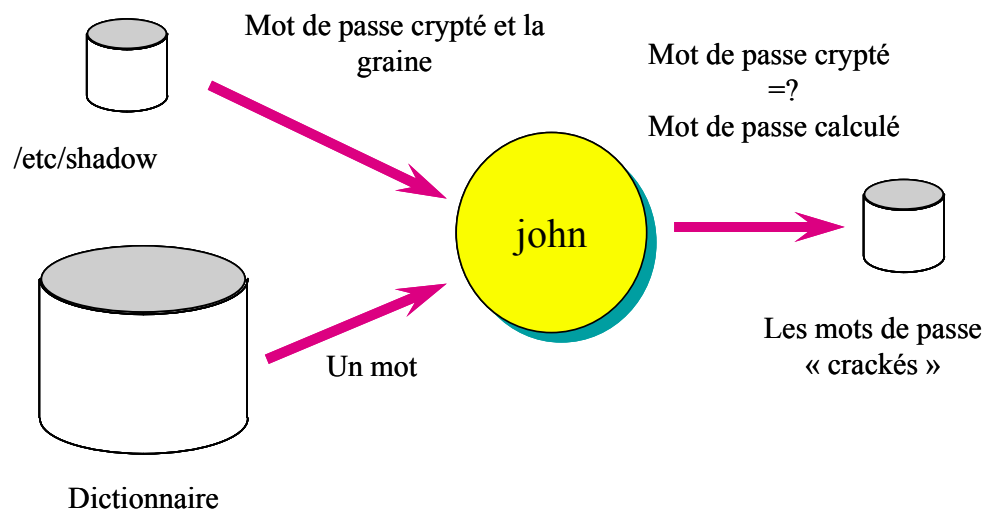 Mot de passe crypté et la
graine
Mot de passe crypté
=?
Mot de passe calculé
/etc/shadow
john
Un mot
Les mots de passe
« crackés »
Dictionnaire